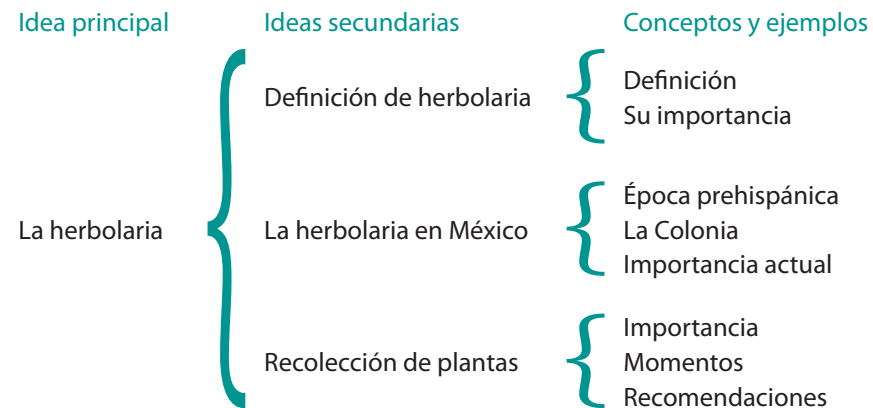 Idea principal
Ideas secundarias
Conceptos y ejemplos
La herbolaria
Definición de herbolaria
Definición
Su importancia
La herbolaria en México
Época prehispánica
La Colonia
Importancia actual
Recolección de plantas
Importancia
Momentos
Recomendaciones